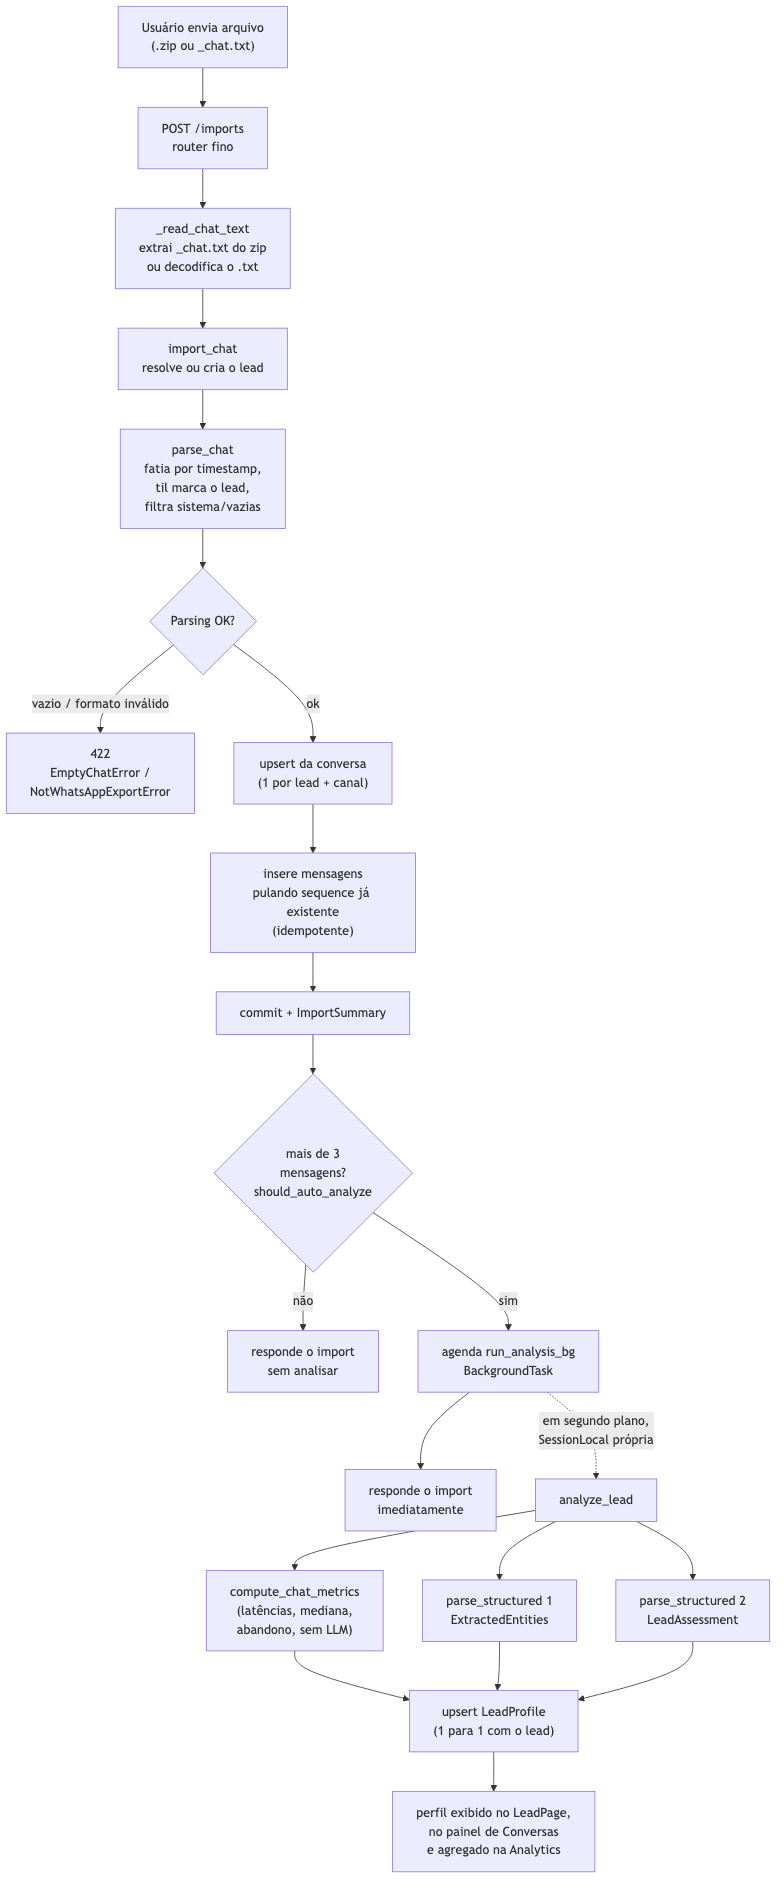 Usuário envia arquivo
(.zip ou _chat.txt)
POST /imports
router fino
_read_chat_text
extrai _chat.txt do zip
ou decodifica o .txt
import_chat
resolve ou cria o lead
parse_chat
fatia por timestamp,
til marca o lead,
filtra sistema/vazias
Parsing OK?
vazio / formato inválido
ok
422
EmptyChatError /
NotWhatsAppExportError
upsert da conversa
(1 por lead + canal)
insere mensagens
pulando sequence já
existente
(idempotente)
commit + ImportSummary
mais de 3
mensagens?
should_auto_analyze
não
sim
responde o import
sem analisar
agenda run_analysis_bg
BackgroundTask
em segundo plano,
SessionLocal própria
responde o import
imediatamente
analyze_lead
compute_chat_metrics
(latências, mediana,
abandono, sem LLM)
parse_structured 1
ExtractedEntities
parse_structured 2
LeadAssessment
upsert LeadProfile
(1 para 1 com o lead)
perfil exibido no LeadPage,
no painel de Conversas
e agregado na Analytics